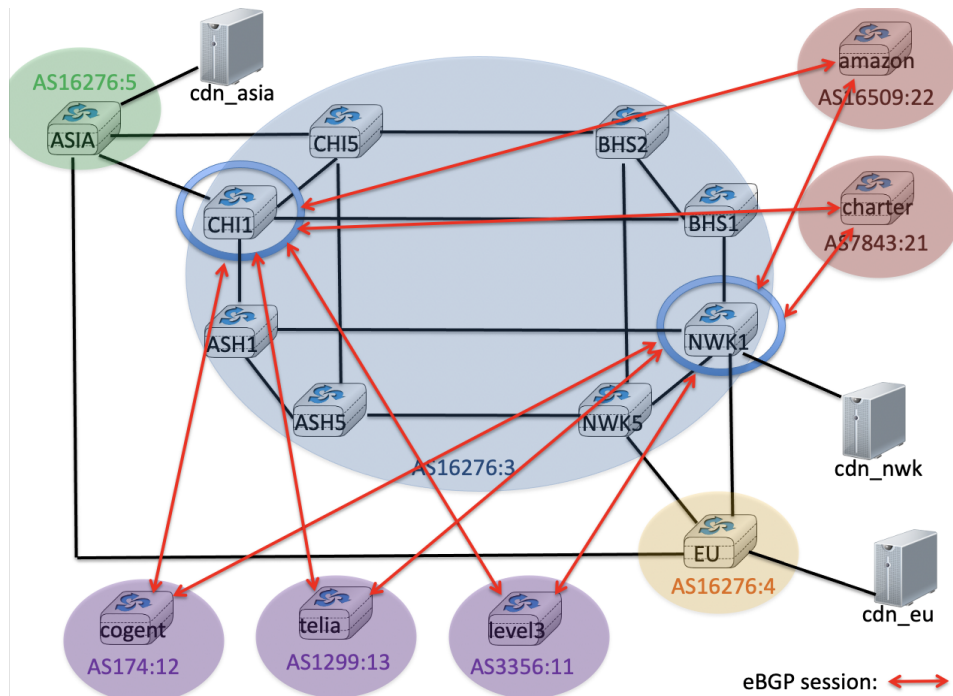 amazon
AS16509:22
AS16276:5
cdn_asia
ASIA
CHI5
BHS2
CHI1
BHS1
charter
AS7843:21
ASH1
NWK1
ASH5
NWK5
AS16276:3
cdn_nwk
EU
AS16276:4
cdn_eu
cogent
AS174:12
telia
AS1299:13
level3
AS3356:11
eBGP session: